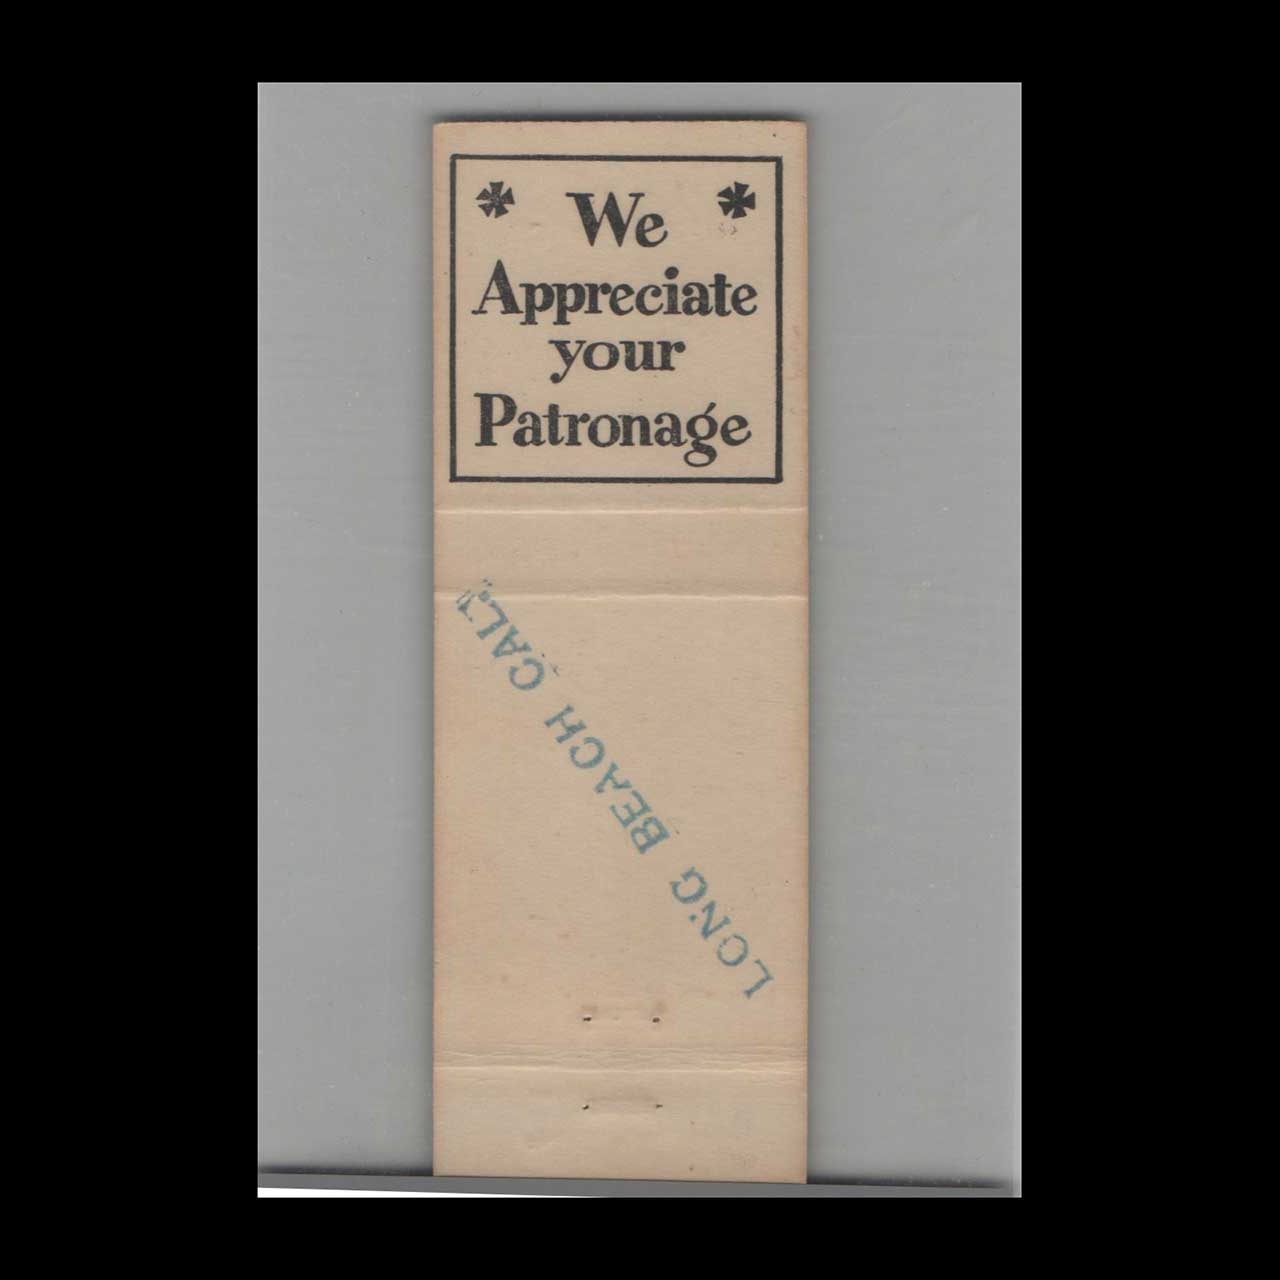 We
Appreciate
your
Patronage
LONG BEACH CAL.